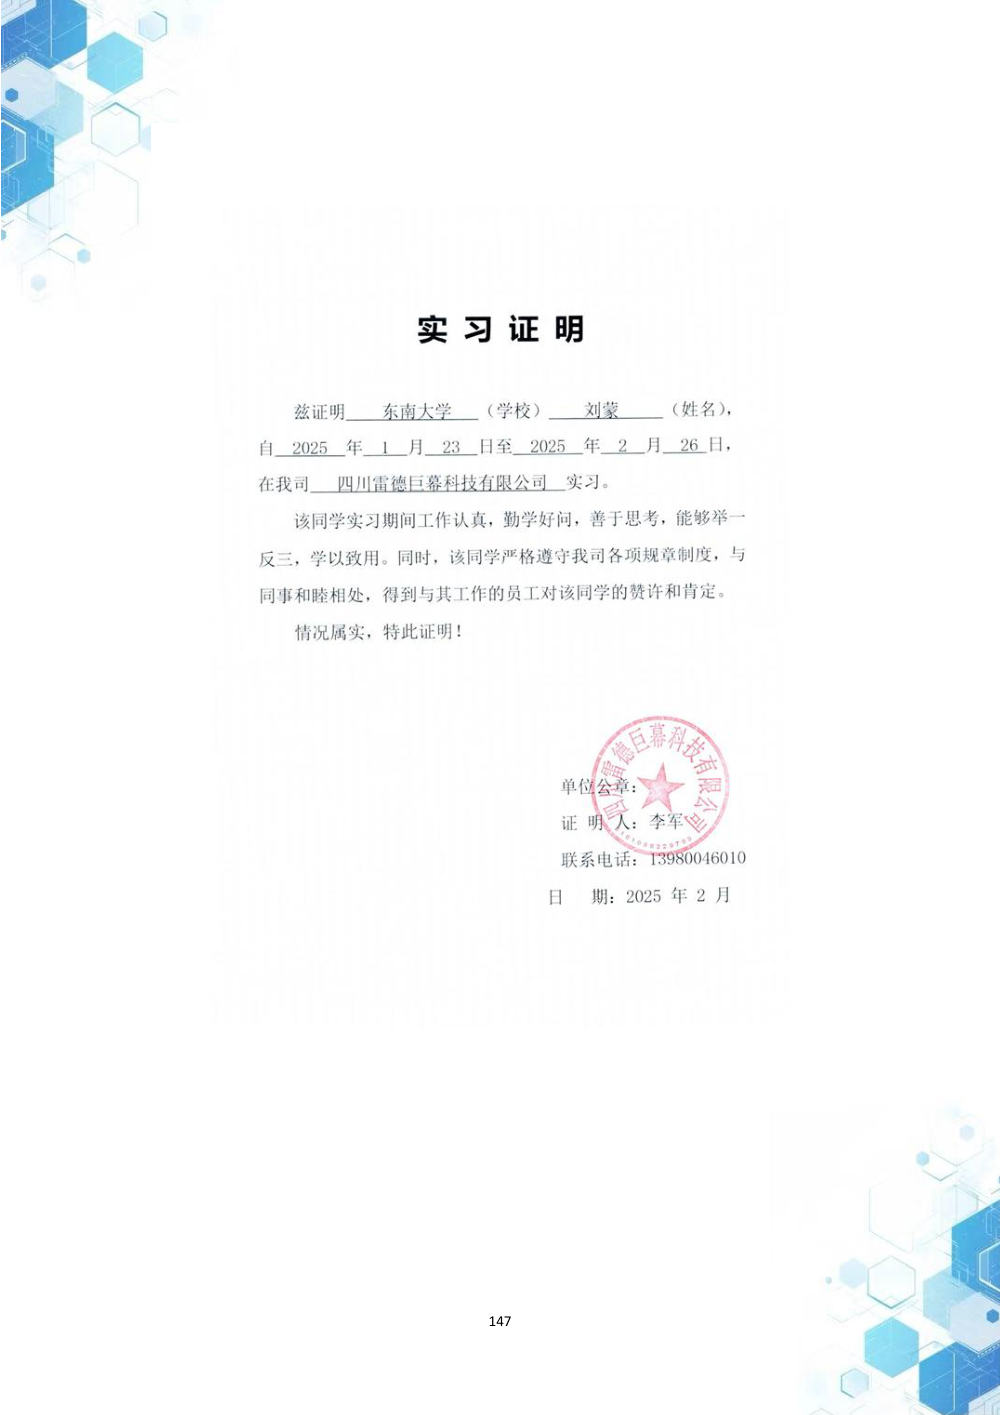 实习证明
兹证明 东南大学 （学校） 刘蒙 （姓名），
自 2025 年 1 月 23 日至 2025 年 2 月 26 日，
在我司 四川雷德巨幕科技有限公司 实习。
该同学实习期间工作认真，勤学好问，善于思考，能够举一
反三，学以致用。同时，该同学严格遵守我司各项规章制度，与
同事和睦相处，得到与其工作的员工对该同学的赞许和肯定。
情况属实，特此证明！
四川雷德巨幕科技有限公司
单位公章：
证 明 人：李军
联系电话：13980046010
日 期：2025 年 2 月
147